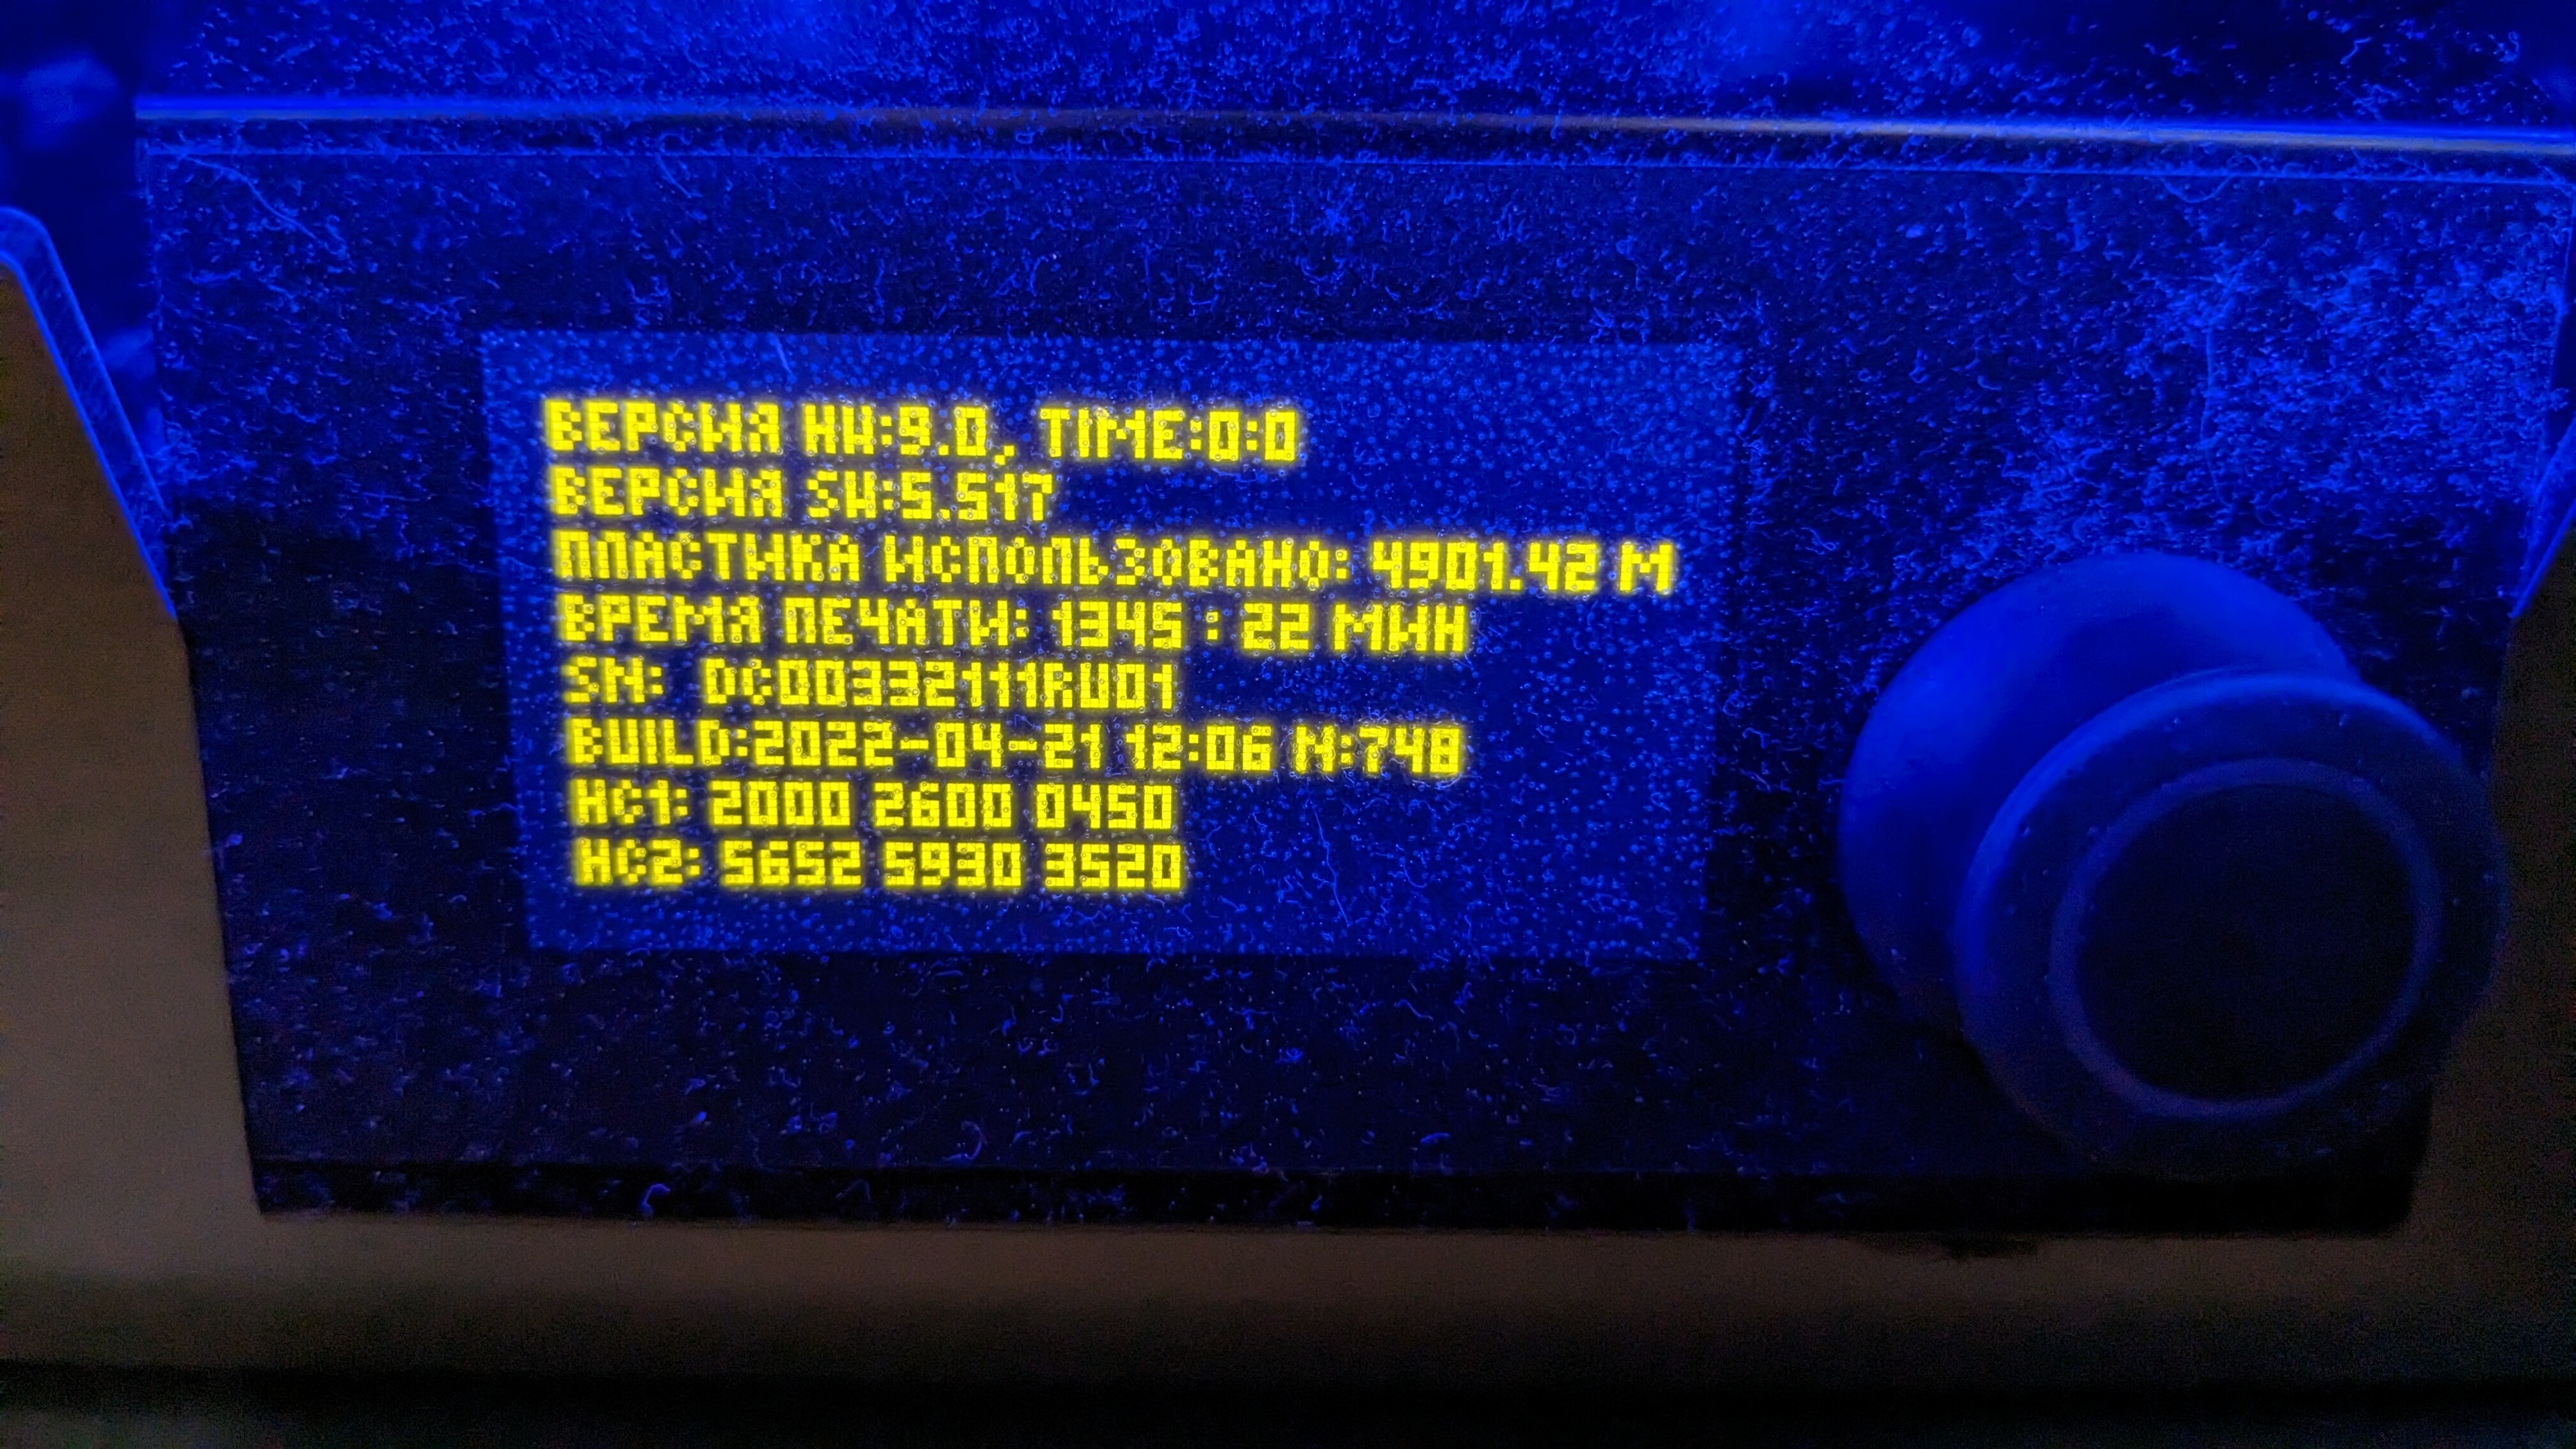 ВЕРСИЯ HW:9.0, TIME:0:0
ВЕРСИЯ SW:5.517
ПЛАСТИКА ИСПОЛЬЗОВАНО: 4901.42 М
ВРЕМЯ ПЕЧАТИ: 1345 : 22 МИН
SN: DC00332111RU01
BUILD:2022-04-21 12:06 N:748
HC1: 2000 2600 0450
HC2: 5652 5930 3520